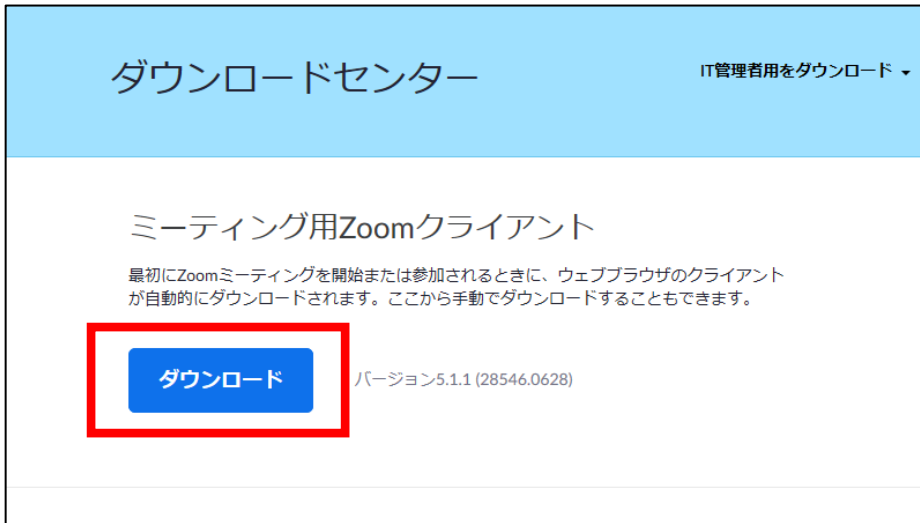 ダウンロードセンター
IT管理者用をダウンロード
ミーティング用Zoomクライアント
最初にZoomミーティングを開始または参加されるときに、ウェブブラウザのクライアント
が自動的にダウンロードされます。ここから手動でダウンロードすることもできます。
ダウンロード
バージョン5.1.1 (28546.0628)